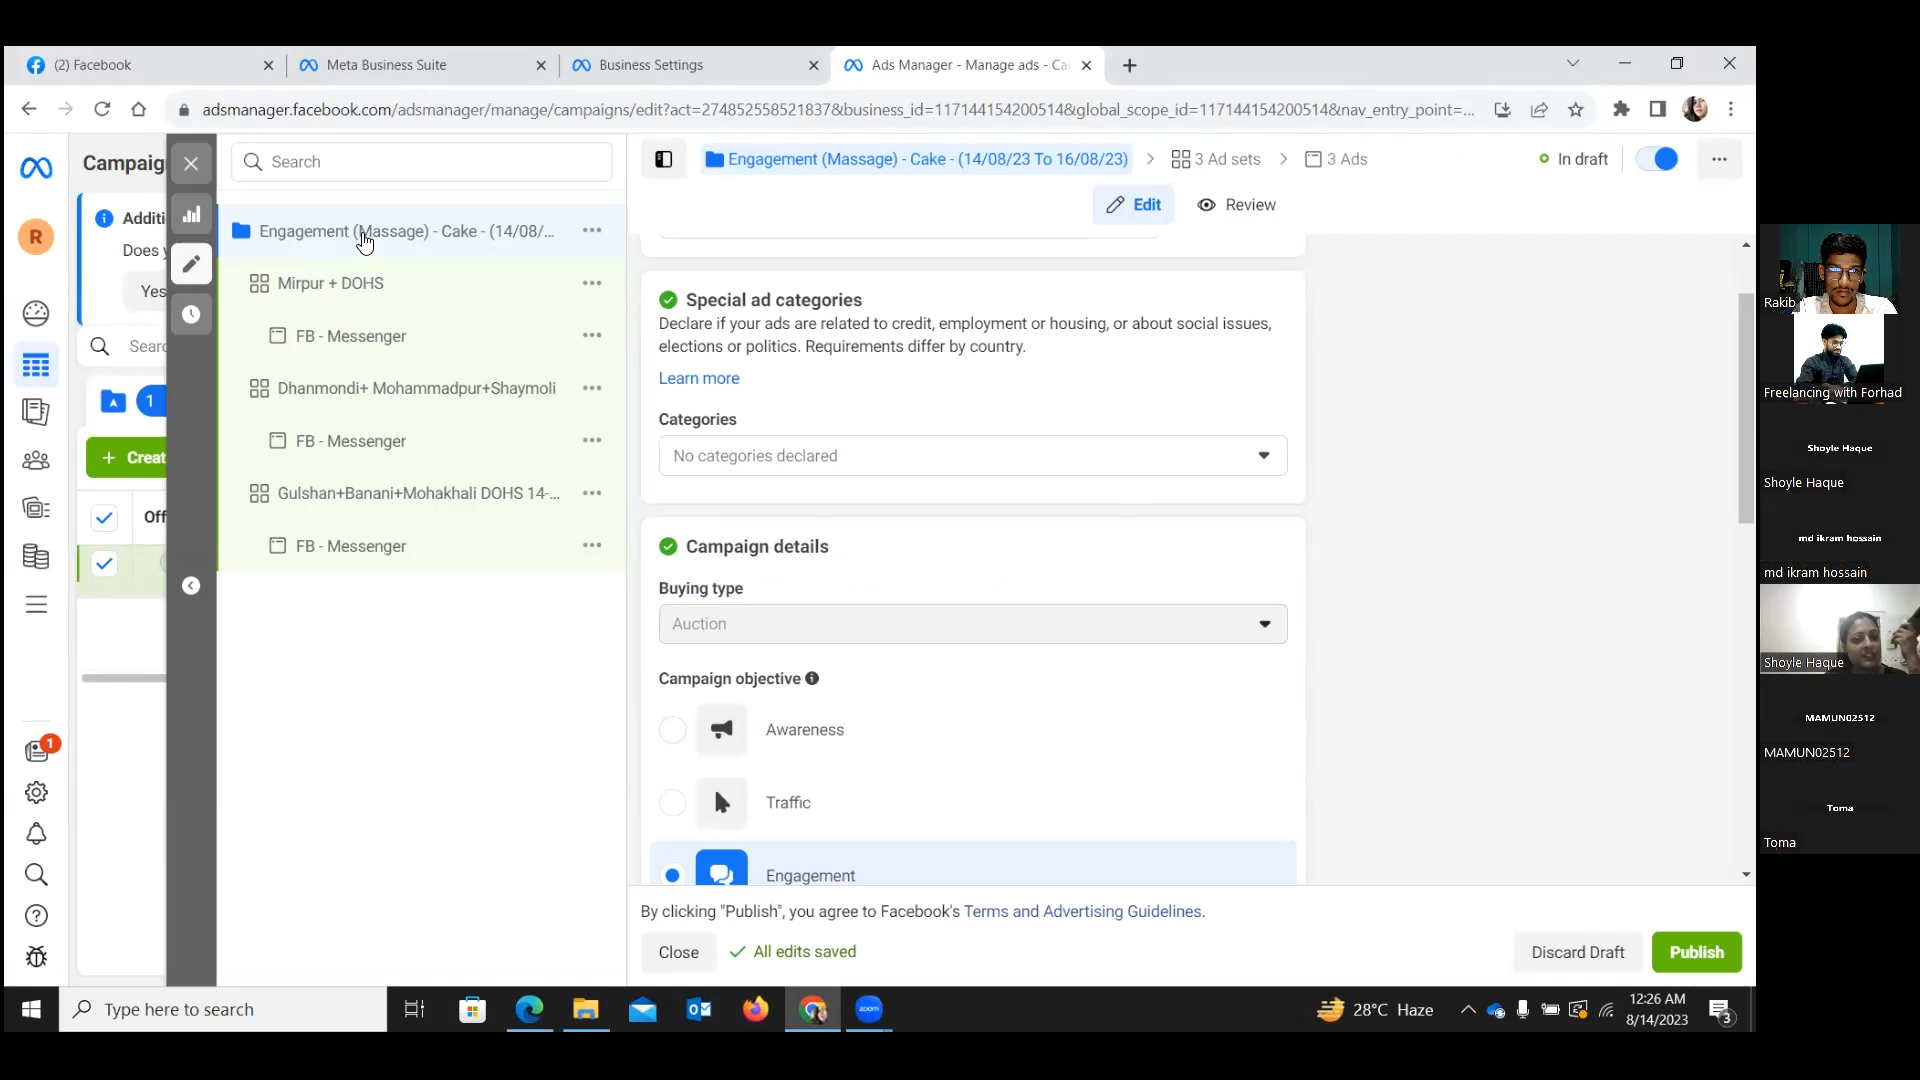 (2) Facebook
Meta Business Suite
Business Settings
Ads Manager - Manage ads - Ca
adsmanager.facebook.com/adsmanager/manage/campaigns/edit?act=274852558521837&business_id=117144154200514&global_scope_id=117144154200514&nav_entry_point=...
Campaig
Search
Engagement (Massage) - Cake - (14/08/23 To 16/08/23)
3 Ad sets
3 Ads
In draft
Edit
Review
R
Additi
Does y
Yes
Searc
1
+ Creat
Off
Engagement (Massage) - Cake - (14/08/...
Mirpur + DOHS
FB - Messenger
Dhanmondi+ Mohammadpur+Shaymoli
FB - Messenger
Gulshan+Banani+Mohakhali DOHS 14-...
FB - Messenger
Special ad categories
Declare if your ads are related to credit, employment or housing, or about social issues,
elections or politics. Requirements differ by country.
Learn more
Categories
No categories declared
Campaign details
Buying type
Auction
Campaign objective
Awareness
Traffic
Engagement
1
By clicking "Publish", you agree to Facebook's Terms and Advertising Guidelines.
Close
All edits saved
Discard Draft
Publish
Type here to search
zoom
28°C Haze
12:26 AM
8/14/2023
3
Rakib
Freelancing with Forhad
Shoyle Haque
Shoyle Haque
md ikram hossain
md ikram hossain
Shoyle Haque
MAMUN02512
MAMUN02512
Toma
Toma